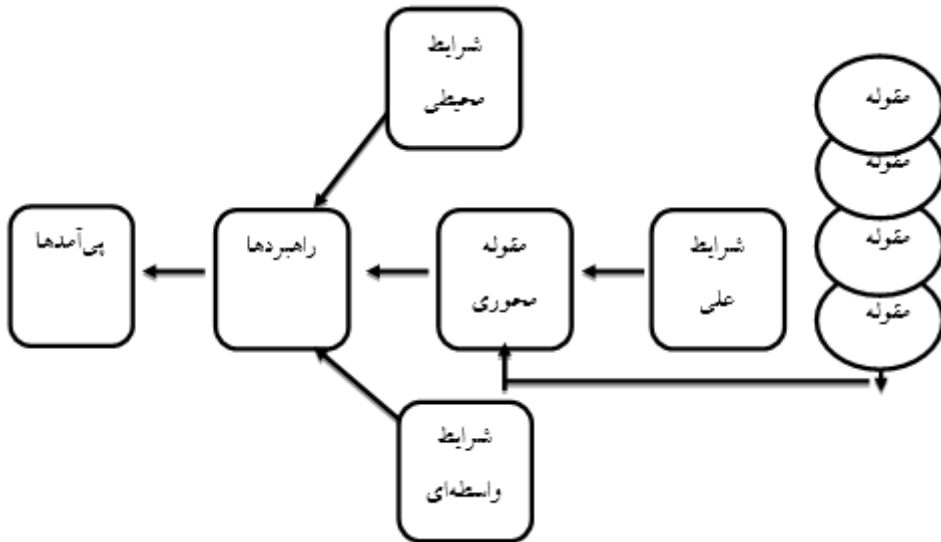 شرایط
محیطی
مقوله
مقوله
مقوله
مقوله
شرایط
علی
مقوله
محوری
راهبردها
پی‌آمدها
شرایط
واسطه‌ای